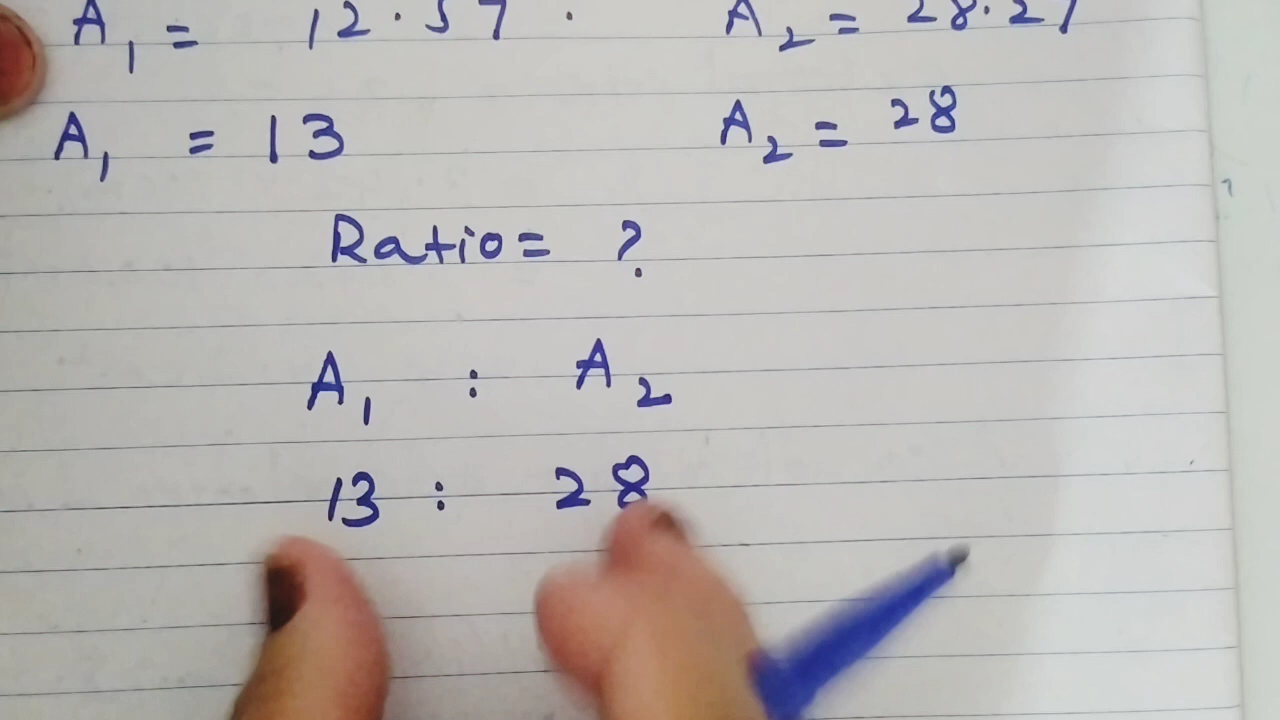 A₁ = 12.57 . A₂ = 28.27
A₁ = 13 A₂ = 28
Ratio = ?
A₁ : A₂
13 : 28